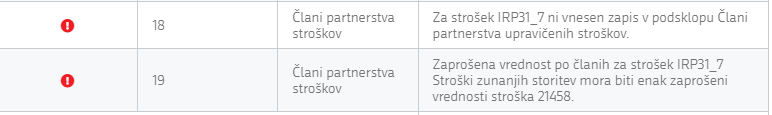 18
Člani partnerstva
stroškov
Za strošek IRP31_7 ni vnesen zapis v podsklopu Člani
partnerstva upravičenih stroškov.
19
Člani partnerstva
stroškov
Zaprošena vrednost po članih za strošek IRP31_7
Stroški zunanjih storitev mora biti enak zaprošeni
vrednosti stroška 21458.